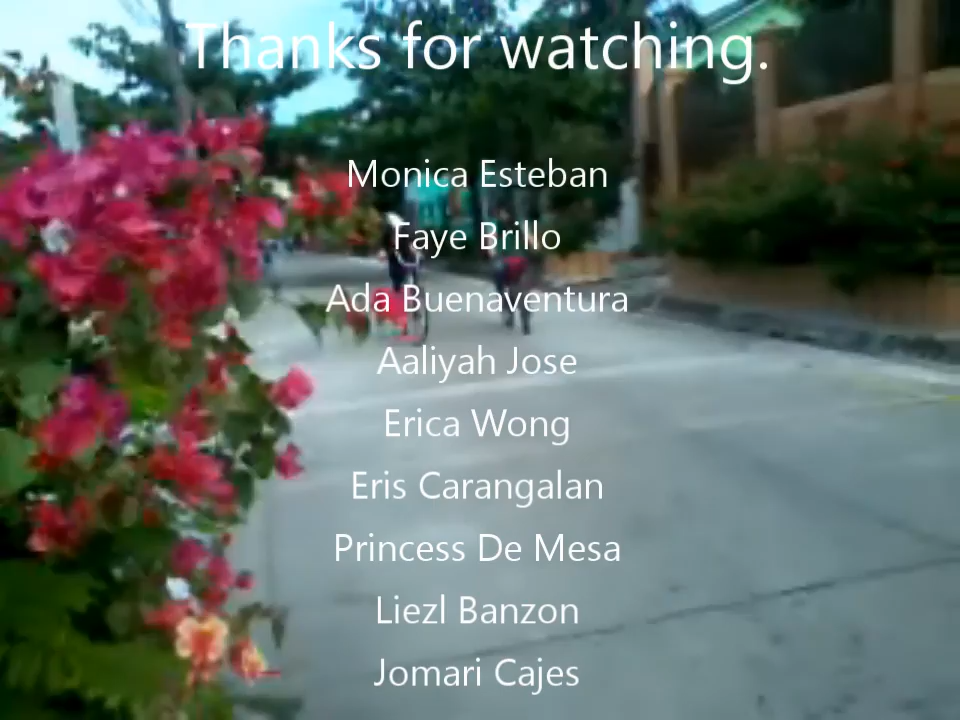 Thanks for watching.
Monica Esteban
Faye Brillo
Ada Buenaventura
Aaliyah Jose
Erica Wong
Eris Carangalan
Princess De Mesa
Liezl Banzon
Jomari Cajes